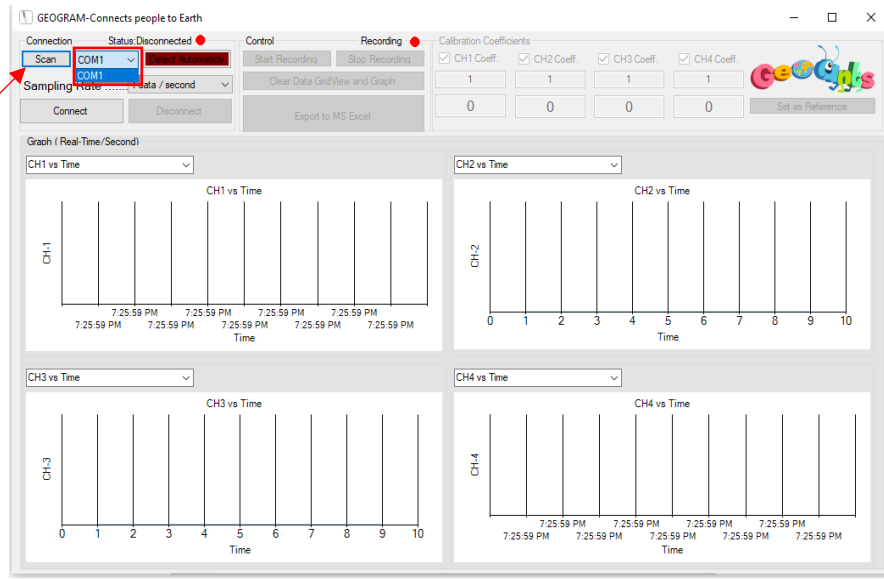 GEOGRAM-Connects people to Earth
Connection Status:Disconnected
Scan COM1 Detect Automaticly
COM1
Sampling Rate ...... data / second
Connect Disconnect
Control Recording
Start Recording Stop Recording
Clear Data GridView and Graph
Export to MS Excel
Calibration Coefficients
CH1 Coeff. CH2 Coeff. CH3 Coeff. CH4 Coeff.
1 1 1 1
0 0 0 0
GeoAnts
Set as Reference
Graph ( Real-Time/Second)
CH1 vs Time
CH1 vs Time
CH-1
7:25:59 PM 7:25:59 PM 7:25:59 PM 7:25:59 PM
7:25:59 PM 7:25:59 PM 7:25:59 PM 7:25:59 PM 7:25:59 PM
Time
CH2 vs Time
CH2 vs Time
CH-2
0 1 2 3 4 5 6 7 8 9 10
Time
CH3 vs Time
CH3 vs Time
CH-3
0 1 2 3 4 5 6 7 8 9 10
Time
CH4 vs Time
CH4 vs Time
CH-4
7:25:59 PM 7:25:59 PM 7:25:59 PM 7:25:59 PM
7:25:59 PM 7:25:59 PM 7:25:59 PM 7:25:59 PM 7:25:59 PM
Time